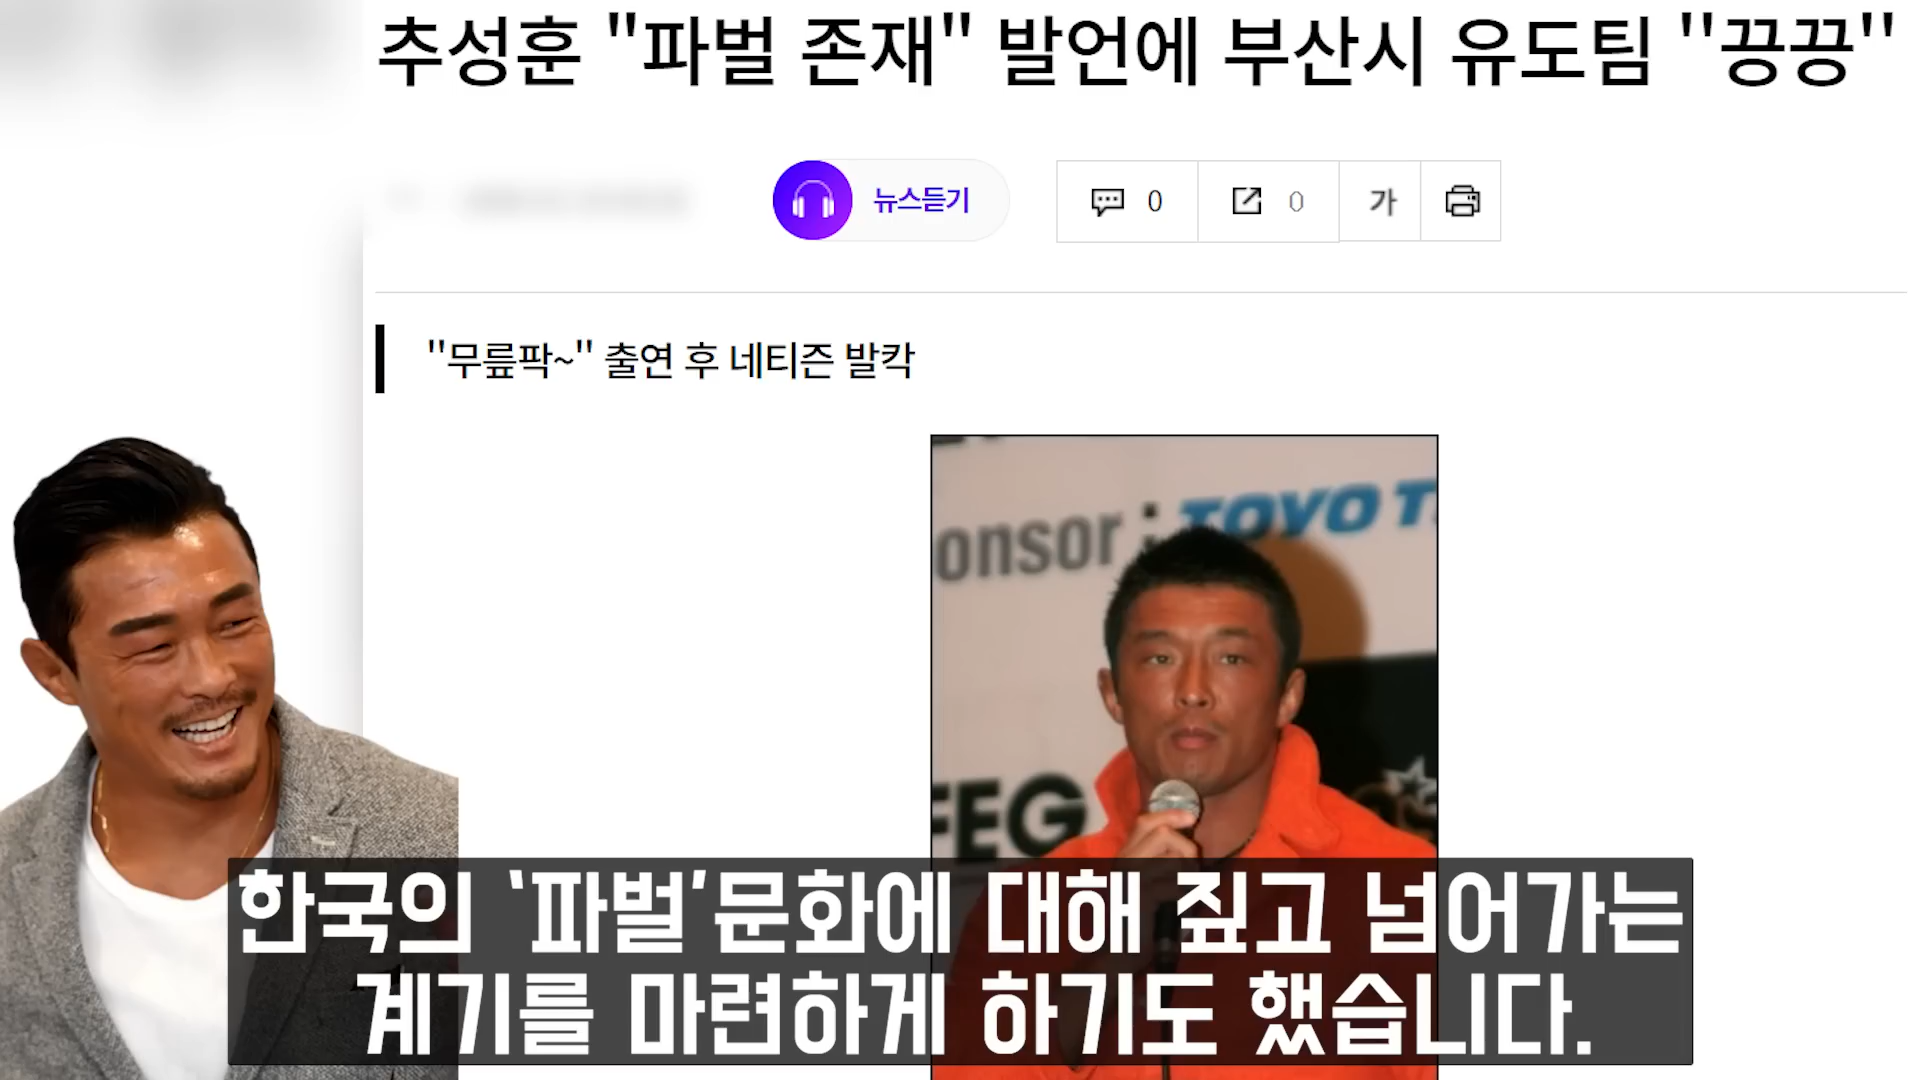 추성훈 "파벌 존재" 발언에 부산시 유도팀 "끙끙"
뉴스듣기
0
0
가
"무릎팍~" 출연 후 네티즌 발칵
onsor : TOYO T
FEG
한국의 '파벌'문화에 대해 짚고 넘어가는
계기를 마련하게 하기도 했습니다.